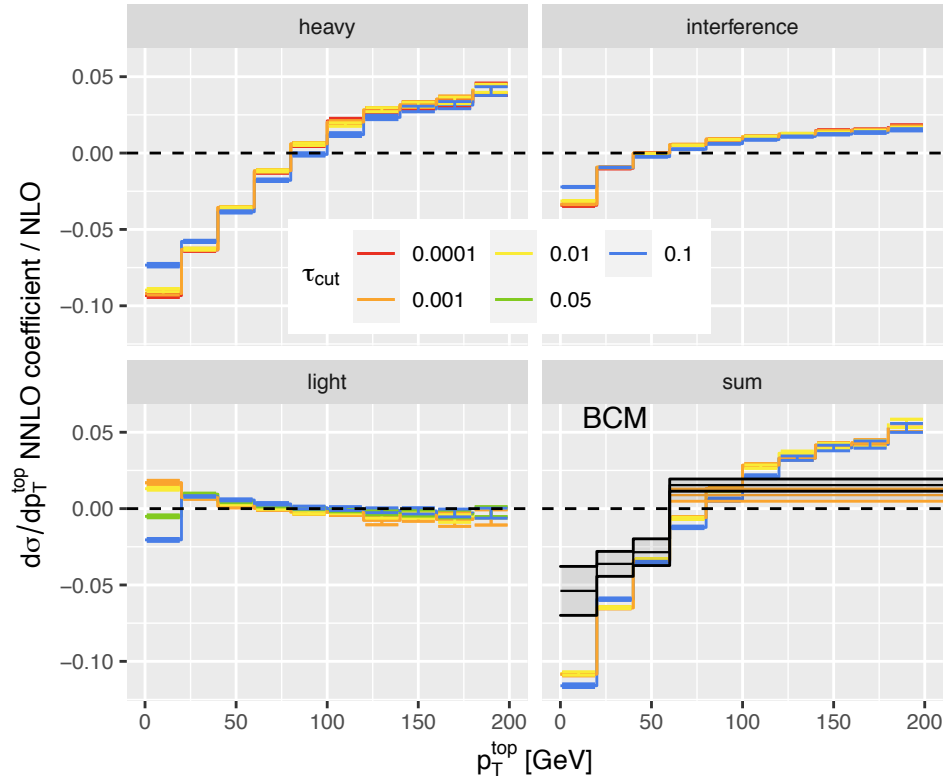 heavy
interference
0.05
0.00
−0.05
−0.10
τcut
0.0001
0.01
0.1
0.001
0.05
dσ/dp_T^top NNLO coefficient / NLO
light
sum
BCM
0.05
0.00
−0.05
−0.10
0
50
100
150
200
0
50
100
150
200
p_T^top [GeV]